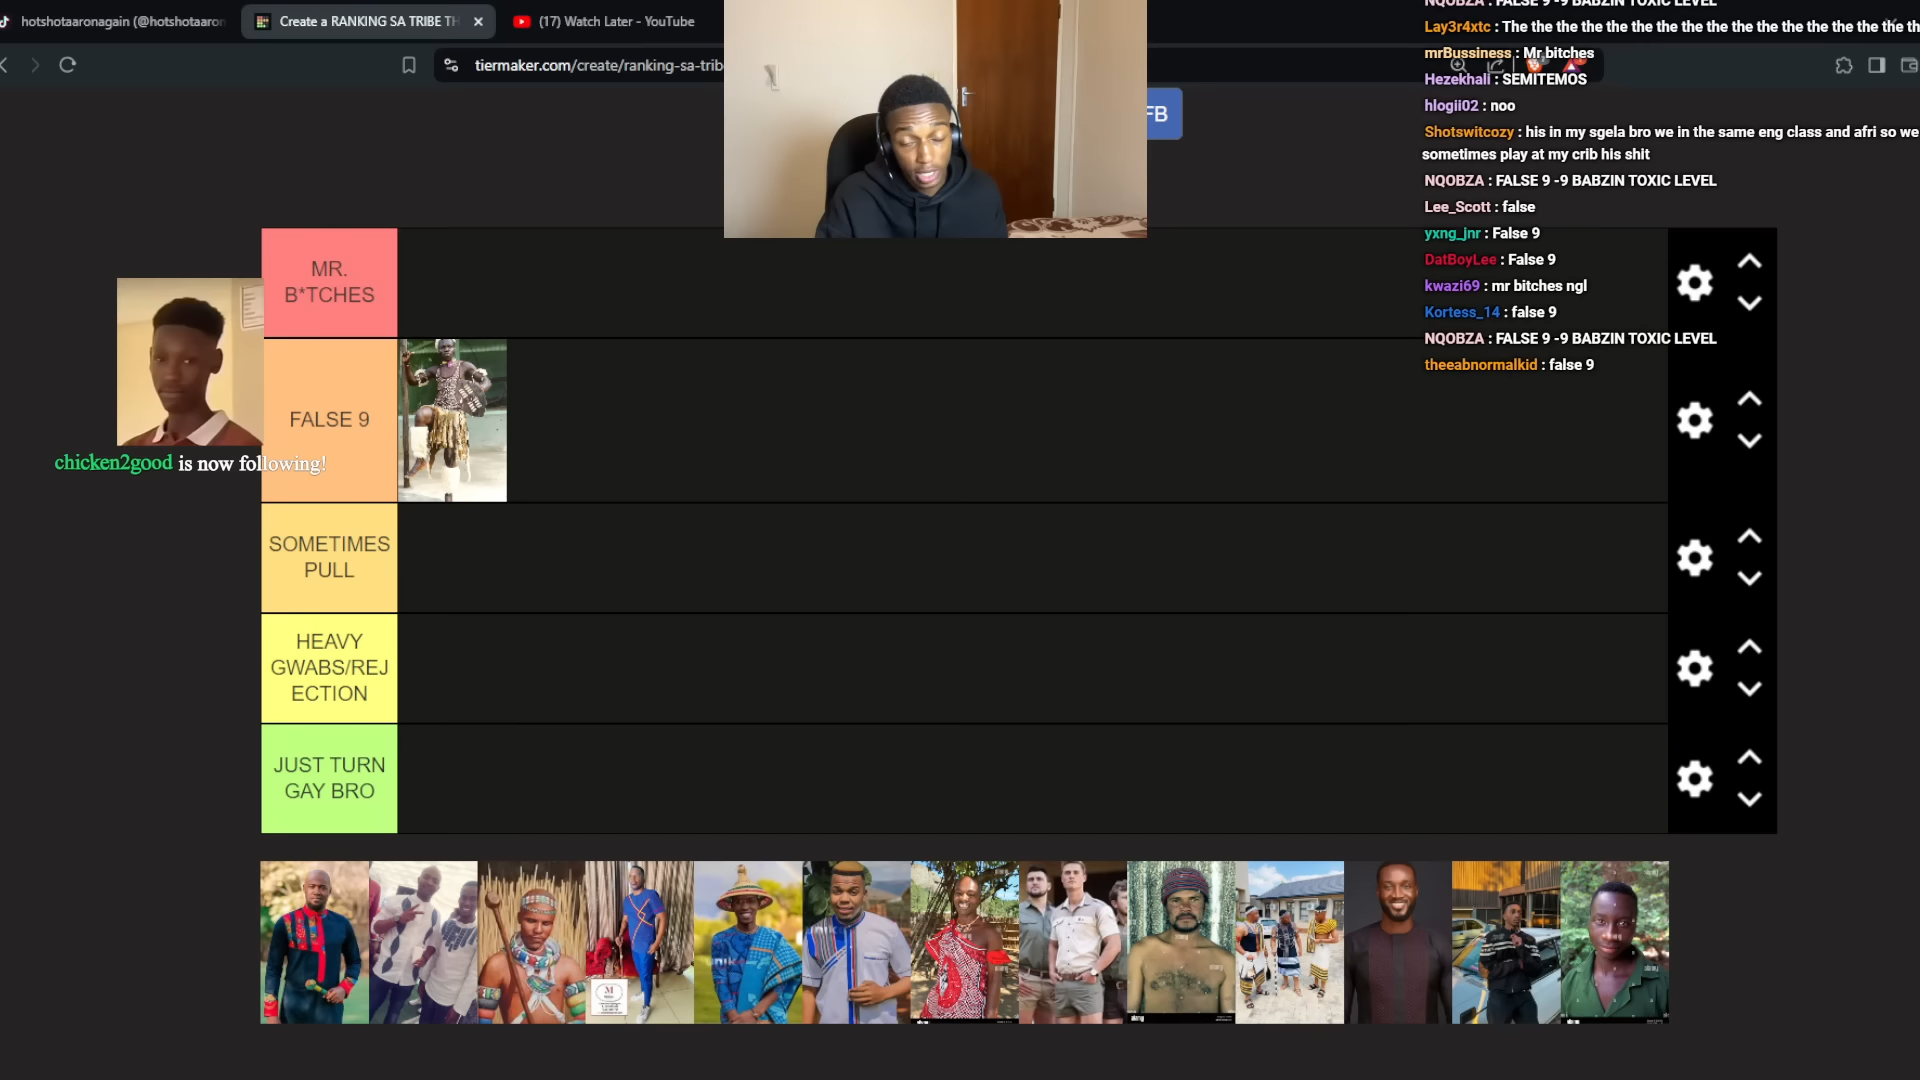 hotshotaaronagain (@hotshotaaron
Create a RANKING SA TRIBE TH
(17) Watch Later - YouTube
tiermaker.com/create/ranking-sa-trib
FB
NQOBZA : FALSE 9 -9 BABZIN TOXIC LEVEL
Lay3r4xtc : The the the the the the the the the the the the the the the the th
mrBussiness : Mr bitches
Hezekhali : SEMITEMOS
hlogii02 : noo
Shotswitcozy : his in my sgela bro we in the same eng class and afri so we
sometimes play at my crib his shit
NQOBZA : FALSE 9 -9 BABZIN TOXIC LEVEL
Lee_Scott : false
yxng_jnr : False 9
DatBoyLee : False 9
kwazi69 : mr bitches ngl
Kortess_14 : false 9
NQOBZA : FALSE 9 -9 BABZIN TOXIC LEVEL
theeabnormalkid : false 9
MR.
B*TCHES
FALSE 9
chicken2good is now following!
SOMETIMES
PULL
HEAVY
GWABS/REJ
ECTION
JUST TURN
GAY BRO
M